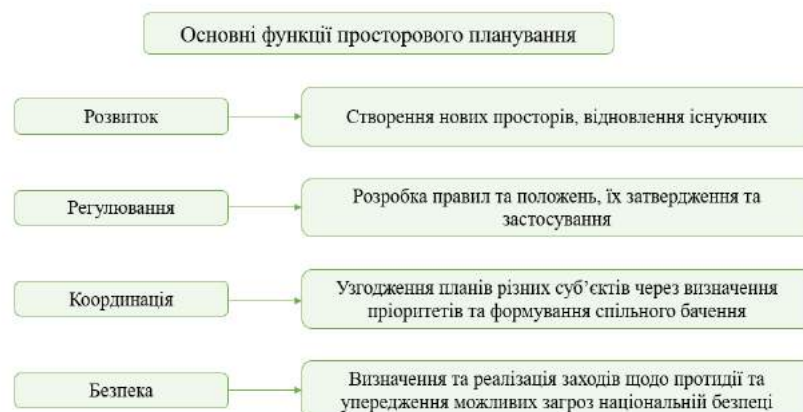 Основні функції просторового планування
Розвиток
Створення нових просторів, відновлення існуючих
Регулювання
Розробка правил та положень, їх затвердження та
застосування
Координація
Узгодження планів різних суб’єктів через визначення
пріоритетів та формування спільного бачення
Безпека
Визначення та реалізація заходів щодо протидії та
упередження можливих загроз національній безпеці